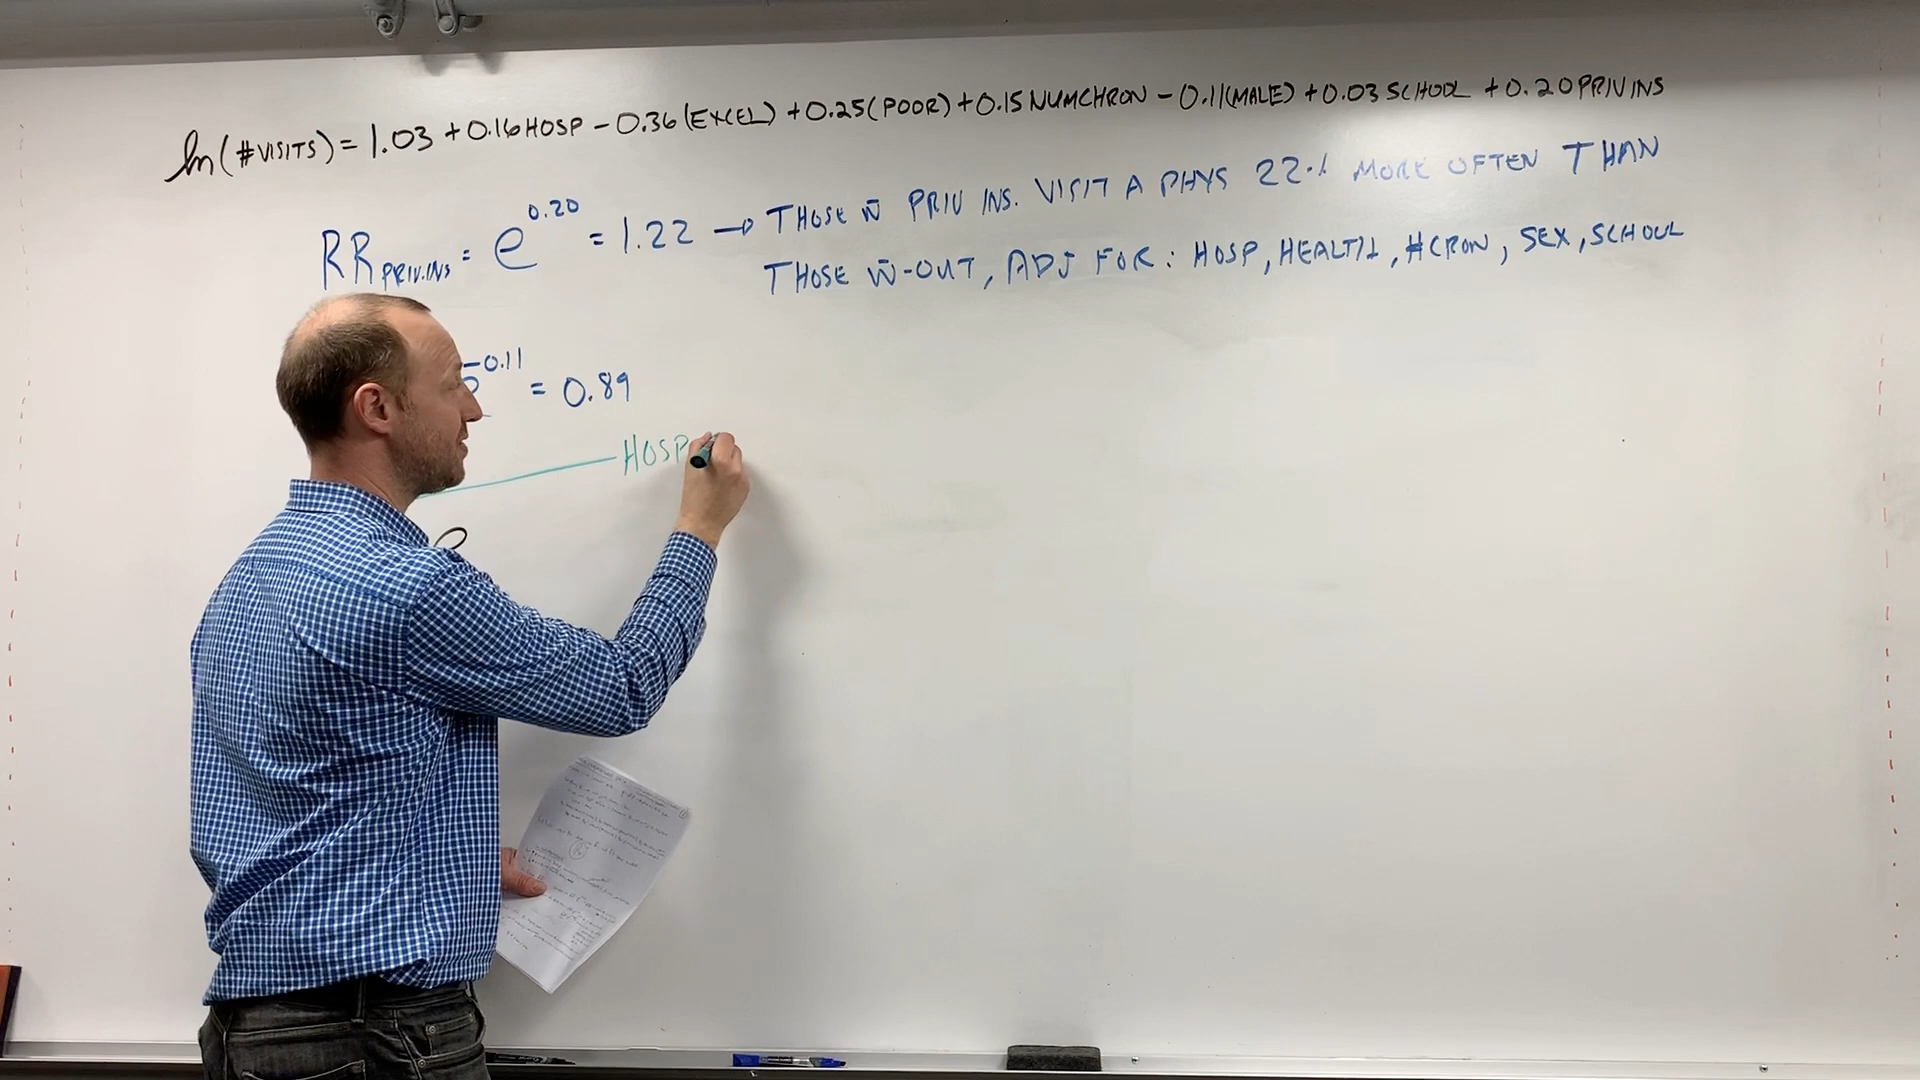 ln(#VISITS) = 1.03 + 0.16 HOSP - 0.36(EXCEL) + 0.25(POOR) + 0.15 NUMCHRON - 0.11(MALE) + 0.03 SCHOOL + 0.20 PRIVINS
RR PRIV.INS = e^0.20 = 1.22 → THOSE W̄ PRIV INS. VISIT A PHYS 22% MORE OFTEN THAN
THOSE W̄-OUT, ADJ FOR: HOSP, HEALTH, #CRON, SEX, SCHOOL
e^-0.11 = 0.89
HOSP